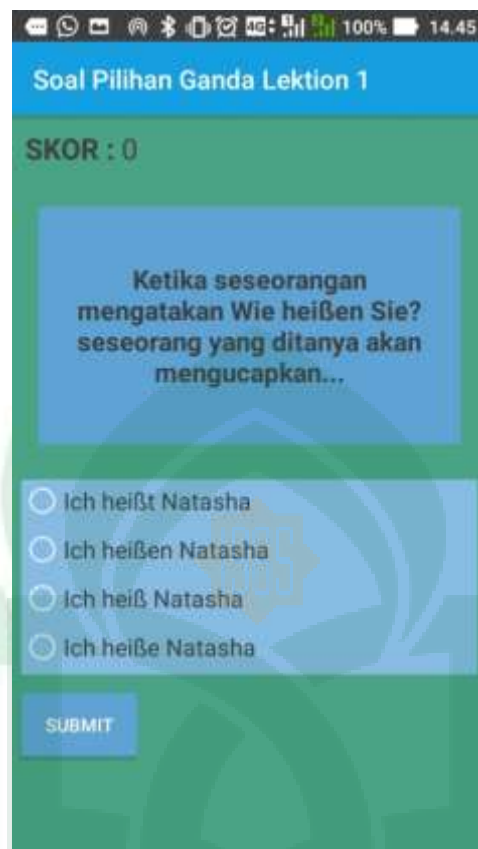 4G 100% 14.45
Soal Pilihan Ganda Lektion 1
SKOR : 0
Ketika seseorangan
mengatakan Wie heißen Sie?
seseorang yang ditanya akan
mengucapkan...
Ich heißt Natasha
Ich heißen Natasha
Ich heiß Natasha
Ich heiße Natasha
SUBMIT